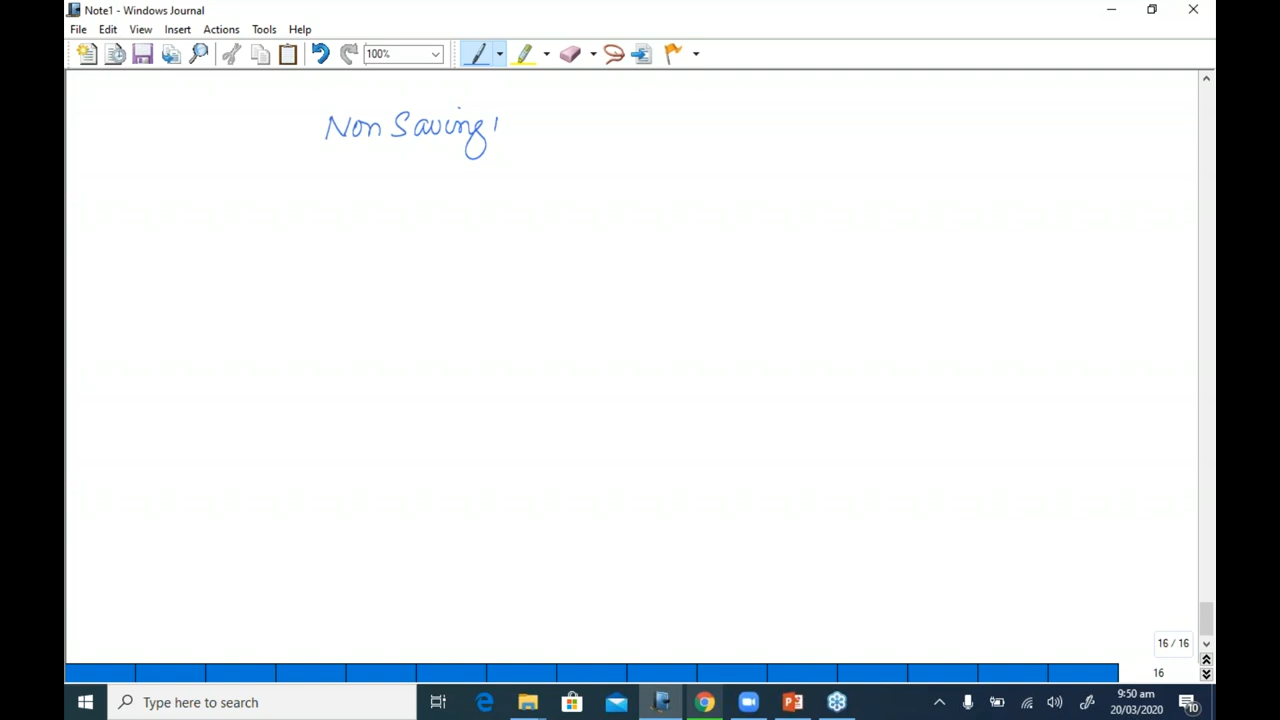 Note1 - Windows Journal
File Edit View Insert Actions Tools Help
100%
Non Saving
16 / 16
16
Type here to search
9:50 am
20/03/2020
10